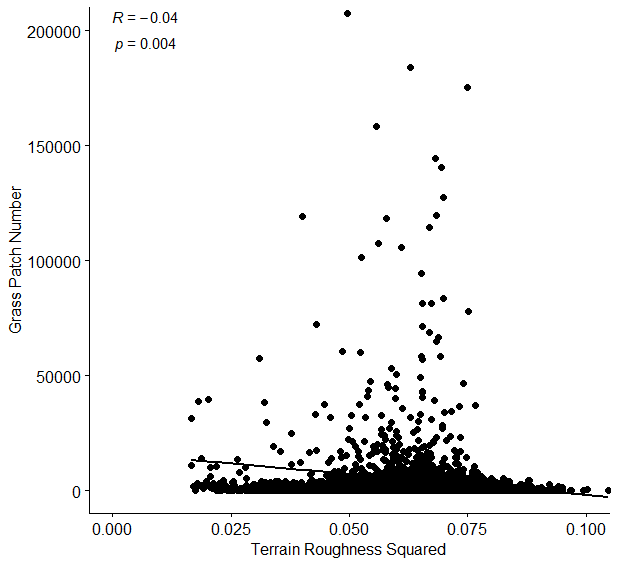 R = −0.04
p = 0.004
200000
150000
100000
50000
0
Grass Patch Number
0.000 0.025 0.050 0.075 0.100
Terrain Roughness Squared